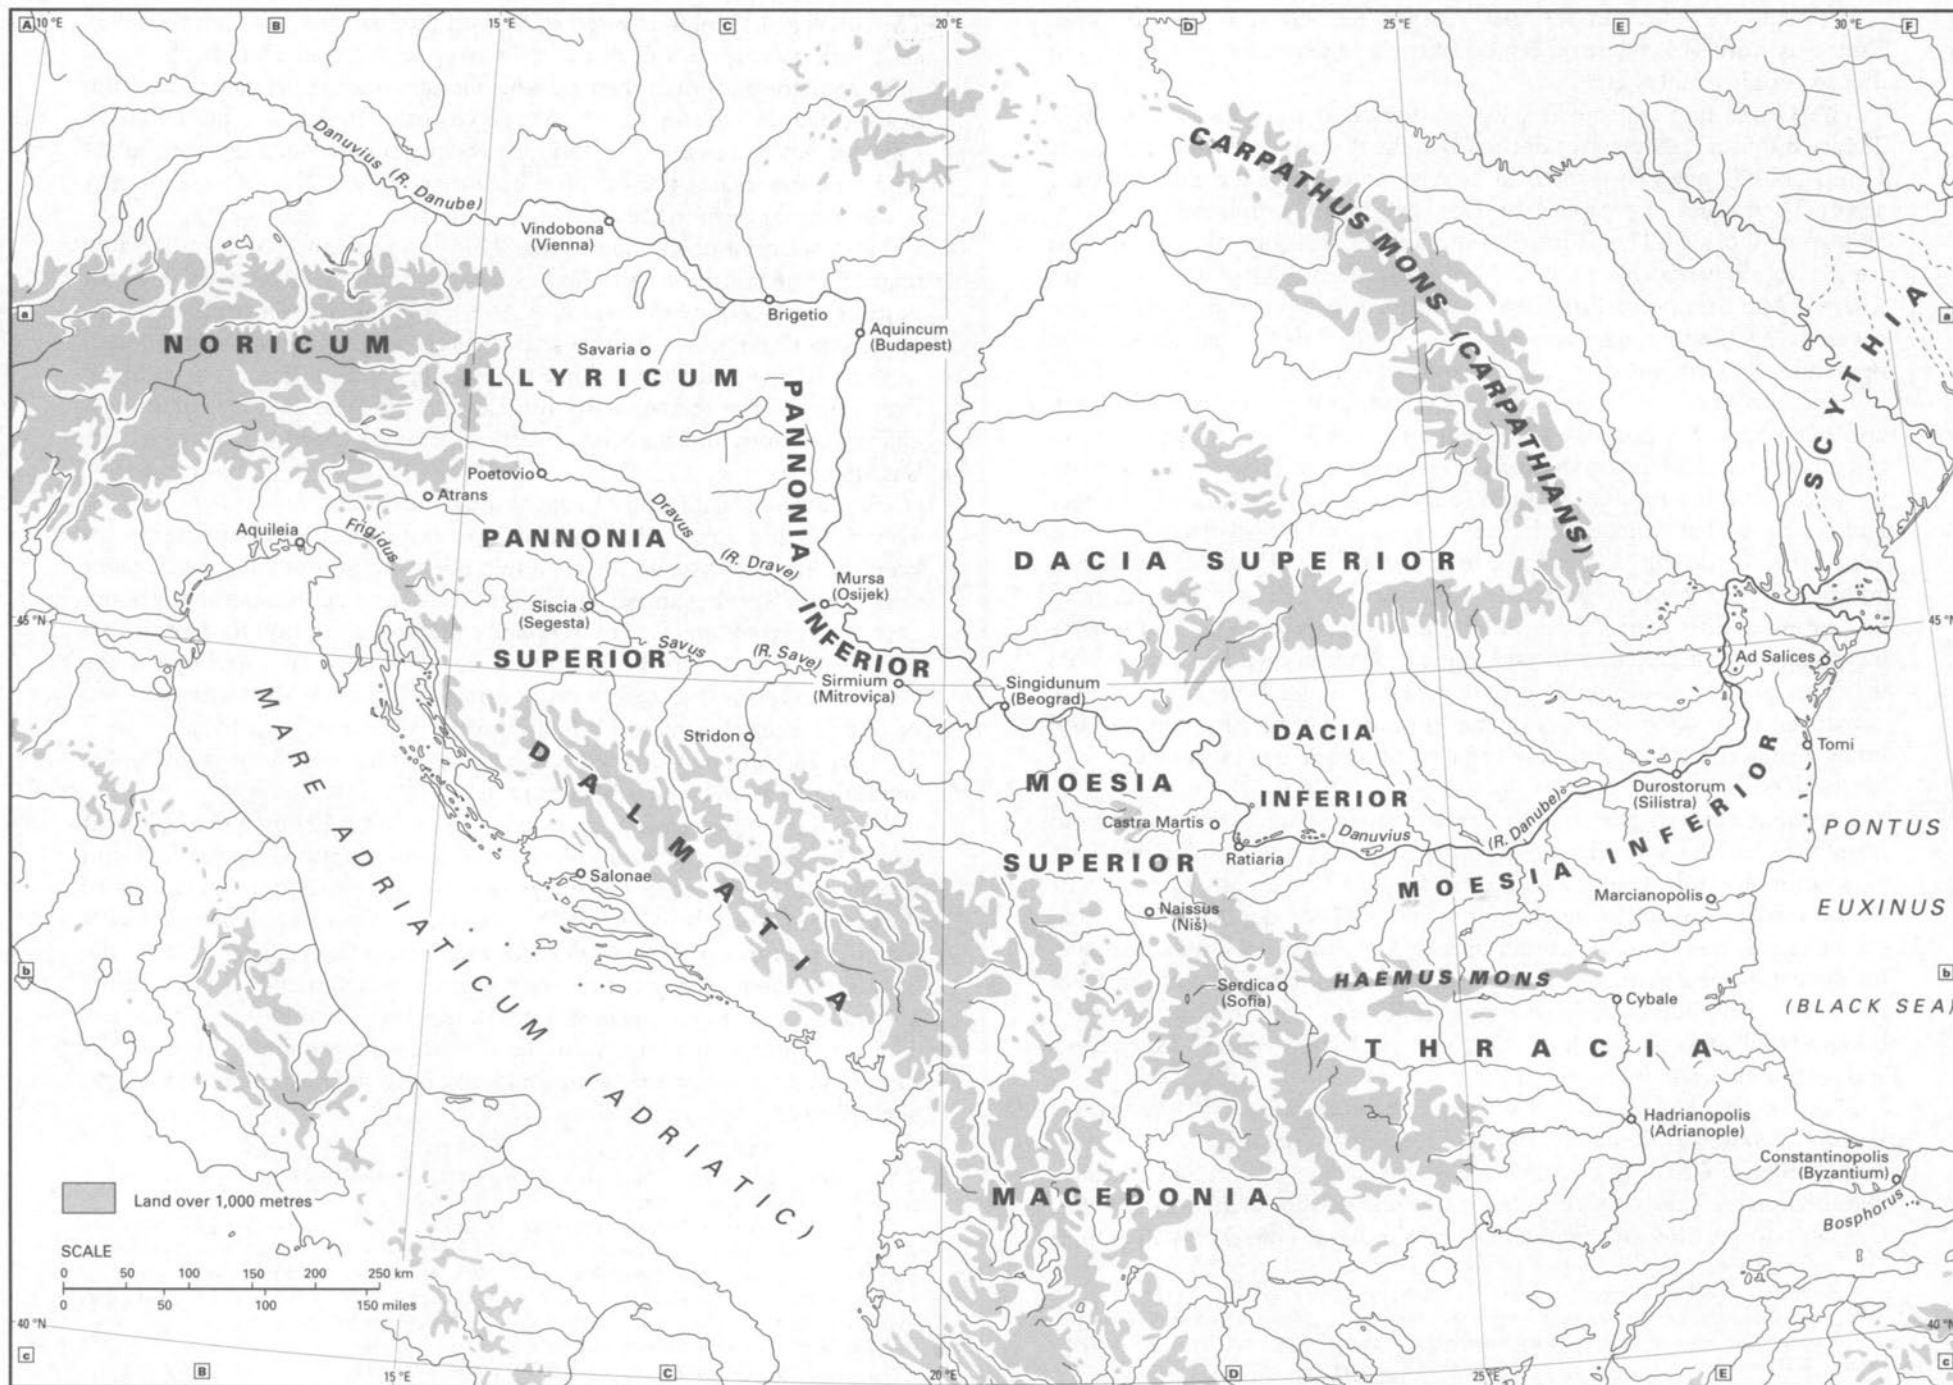 A
10 °E
B
15 °E
C
20 °E
D
25 °E
E
30 °E
F
Danuvius (R. Danube)
Vindobona
(Vienna)
CARPATHUS MONS (CARPATHIANS)
a
a
NORICUM
Brigetio
Aquincum
(Budapest)
Savaria
ILLYRICUM
SCYTHIA
PANNONIA
INFERIOR
Poetovio
Atrans
Aquileia
Frigidus
Dravus
(R. Drave)
PANNONIA
SUPERIOR
DACIA SUPERIOR
Mursa
(Osijek)
Siscia
(Segesta)
45 °N
45 °N
Savus
(R. Save)
Sirmium
(Mitrovica)
Singidunum
(Beograd)
Ad Salices
Stridon
DACIA
INFERIOR
Tomi
MARE ADRIATICUM (ADRIATIC)
DALMATIA
MOESIA
SUPERIOR
Durostorum
(Silistra)
Castra Martis
Danuvius
(R. Danube)
Ratiaria
PONTUS
EUXINUS
(BLACK SEA)
MOESIA INFERIOR
Salonae
Marcianopolis
Naissus
(Niš)
b
b
Serdica
(Sofia)
HAEMUS MONS
Cybale
THRACIA
Hadrianopolis
(Adrianople)
Constantinopolis
(Byzantium)
Bosphorus
MACEDONIA
Land over 1,000 metres
SCALE
0 50 100 150 200 250 km
0 50 100 150 miles
40 °N
40 °N
c
c
B
15 °E
C
20 °E
D
25 °E
E